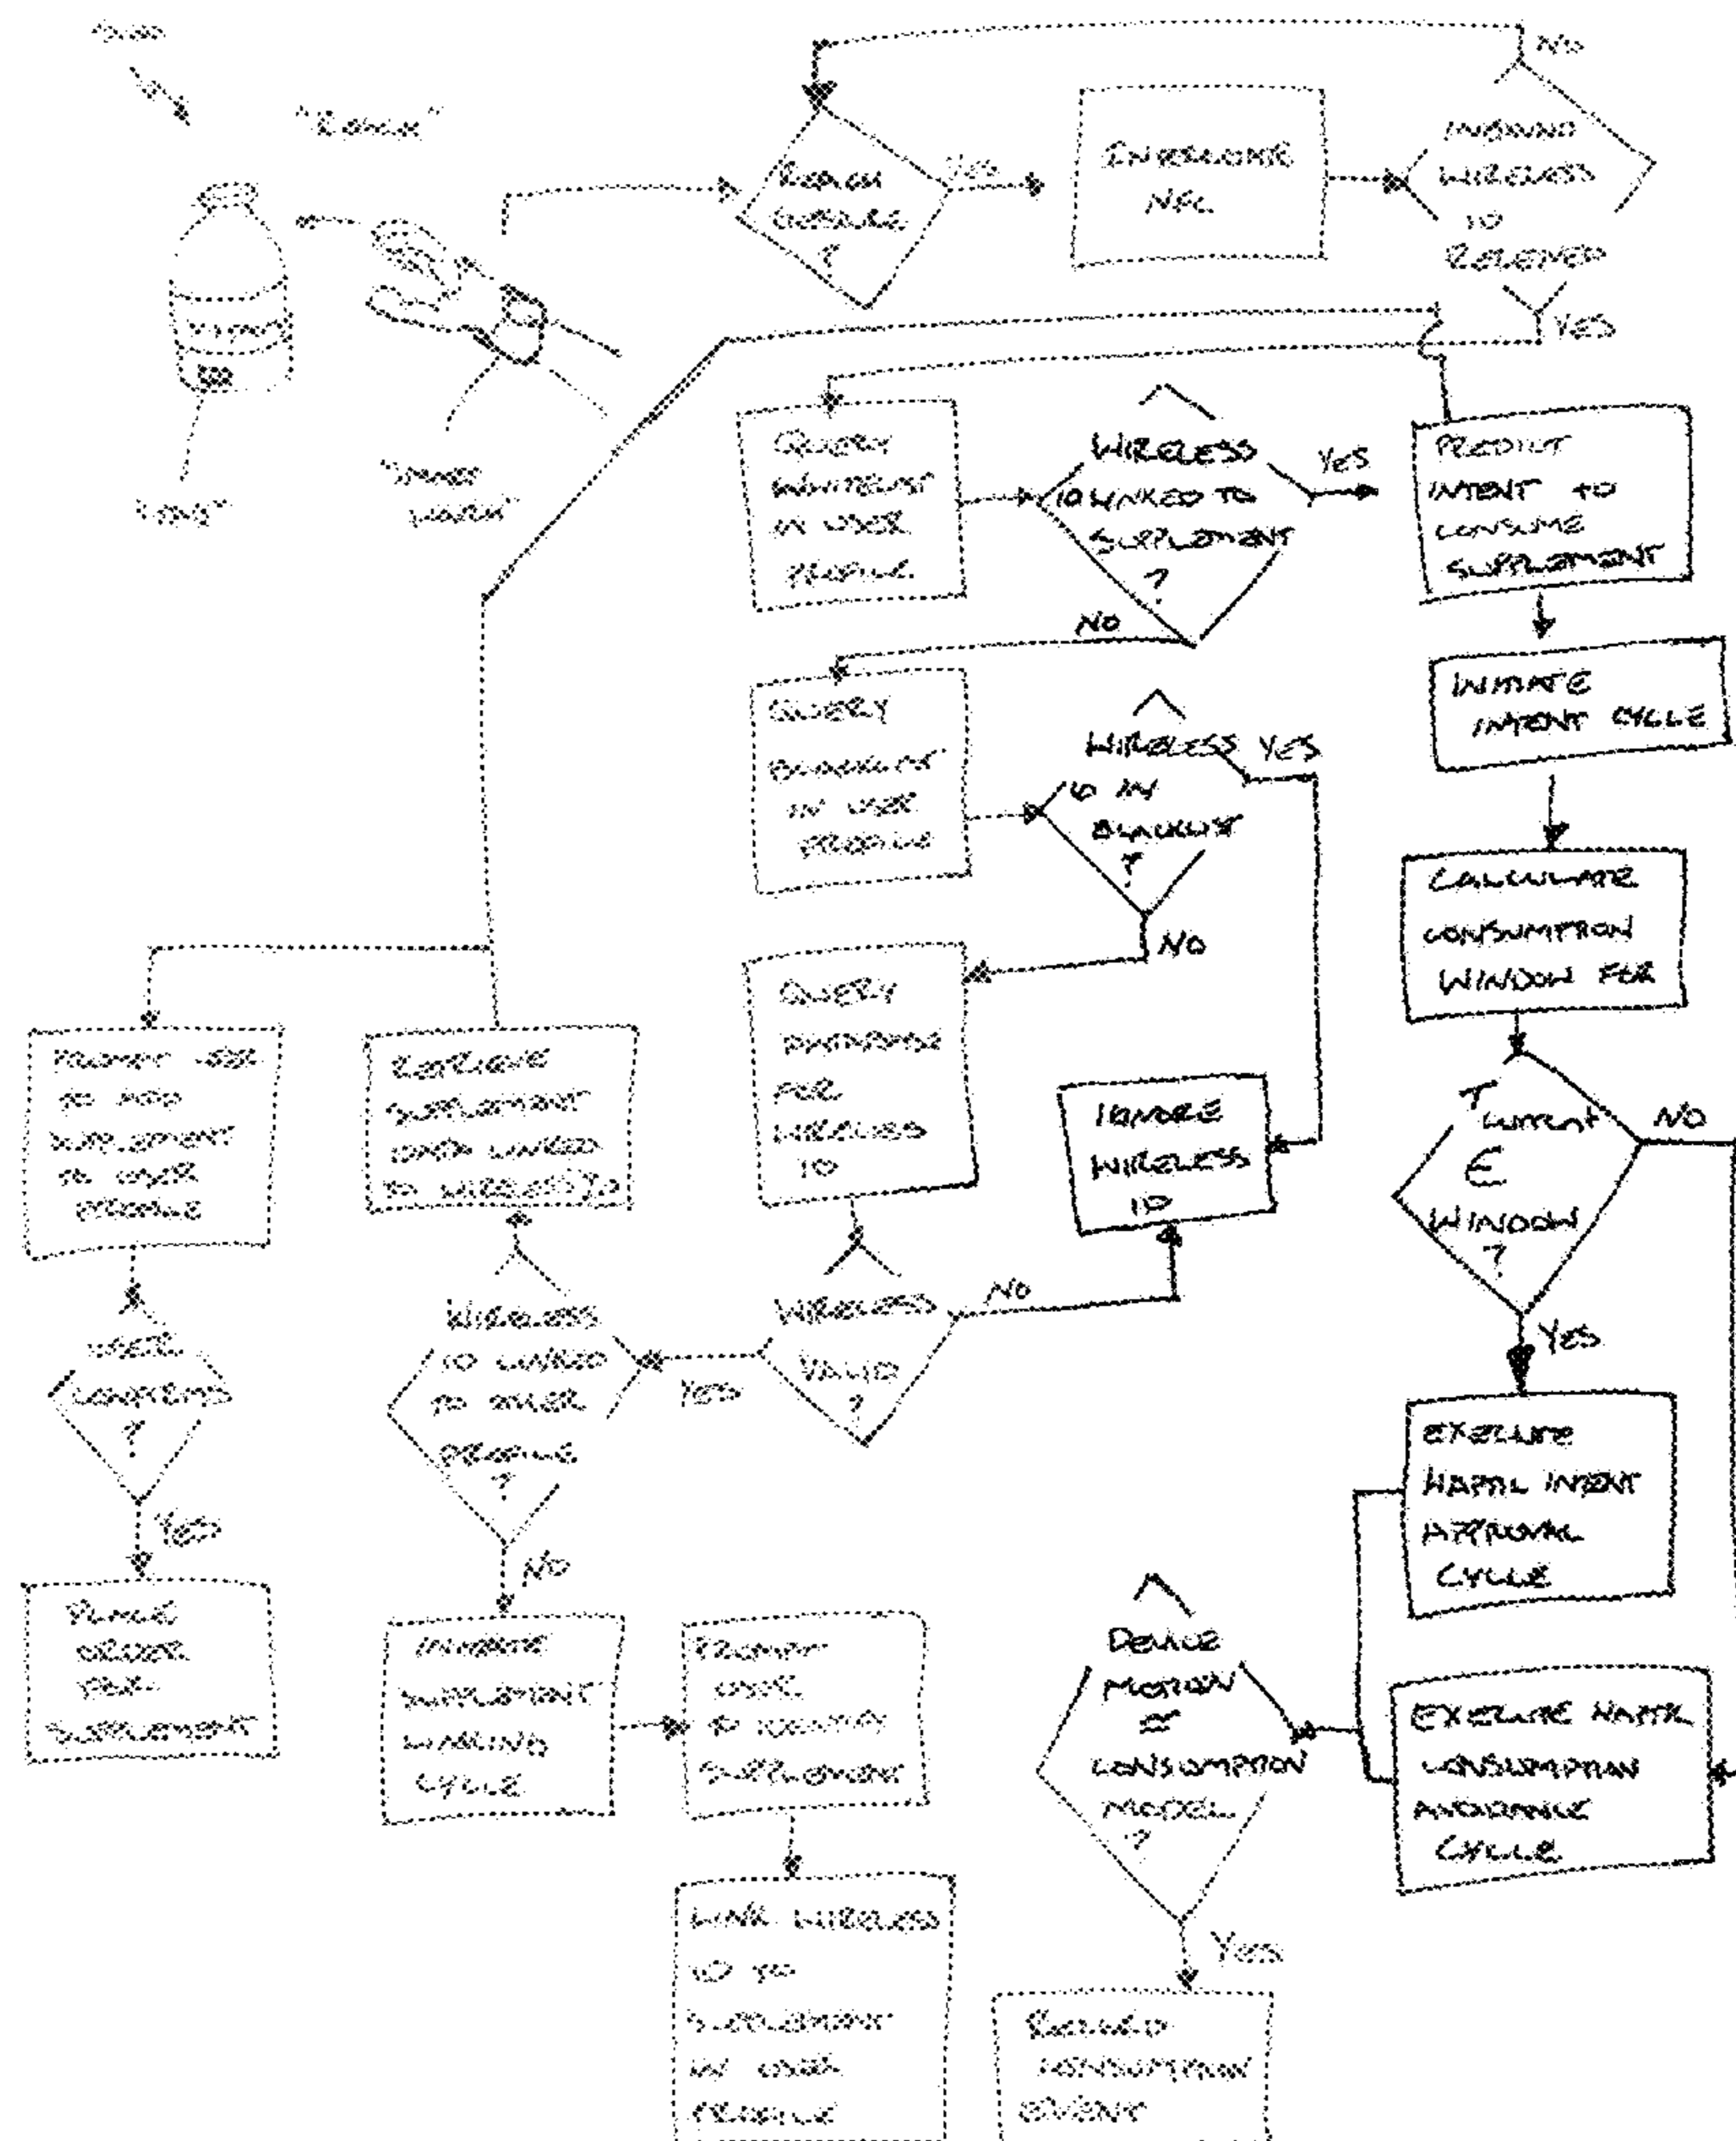 "REACH"
REACH
GESTURE
?
YES
ENERGIZE
NFC
NO
INBOUND
WIRELESS
ID
RECEIVED
YES
"SMART
WATCH"
QUERY
WHITELIST
IN USER
PROFILE
WIRELESS
ID LINKED TO
SUPPLEMENT
?
YES
NO
PREDICT
INTENT TO
CONSUME
SUPPLEMENT
INITIATE
INTENT CYCLE
QUERY
BLACKLIST
IN USER
PROFILE
WIRELESS
ID IN
BLACKLIST
?
YES
NO
CALCULATE
CONSUMPTION
WINDOW FOR
QUERY
DATABASE
FOR
WIRELESS
ID
IGNORE
WIRELESS
ID
T current
∈
WINDOW
?
NO
YES
PROMPT USER
TO ADD
SUPPLEMENT
TO USER
PROFILE
RETRIEVE
SUPPLEMENT
DATA LINKED
TO WIRELESS ID
USER
CONFIRMS
?
YES
WIRELESS
ID LINKED
TO OTHER
PROFILE
?
NO
WIRELESS
VALID
?
YES
NO
EXECUTE
HAPTIC INTENT
APPROVAL
CYCLE
PLACE
ORDER
FOR
SUPPLEMENT
INITIATE
SUPPLEMENT
LINKING
CYCLE
PROMPT
USER
TO IDENTIFY
SUPPLEMENT
DEVICE
MOTION
≅
CONSUMPTION
MODEL
?
YES
EXECUTE HAPTIC
CONSUMPTION
AVOIDANCE
CYCLE
LINK WIRELESS
ID TO
SUPPLEMENT
IN USER
PROFILE
RECORD
CONSUMPTION
EVENT